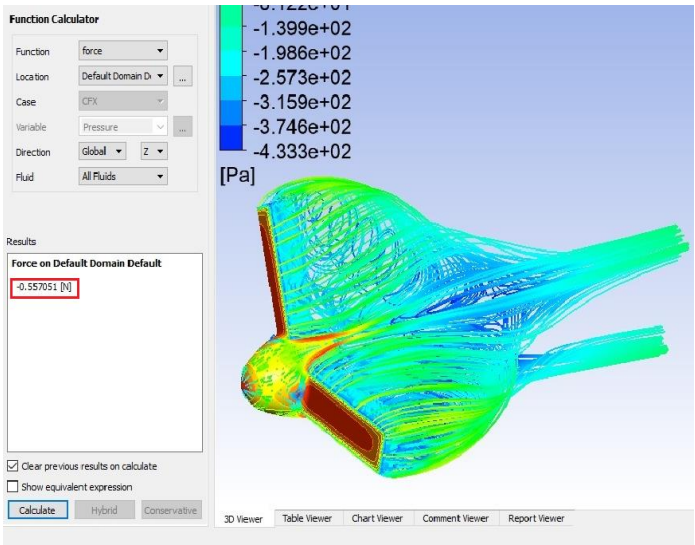 Function Calculator
Function force
Location Default Domain D ...
Case CFX
Variable Pressure ...
Direction Global Z
Fluid All Fluids
Results
Force on Default Domain Default
-0.557051 [N]
Clear previous results on calculate
Show equivalent expression
Calculate Hybrid Conservative
-1.399e+02
-1.986e+02
-2.573e+02
-3.159e+02
-3.746e+02
-4.333e+02
[Pa]
3D Viewer Table Viewer Chart Viewer Comment Viewer Report Viewer